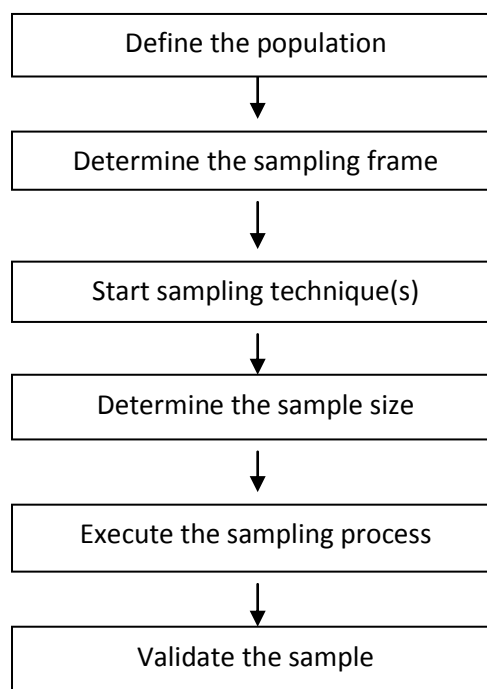 Define the population
Determine the sampling frame
Start sampling technique(s)
Determine the sample size
Execute the sampling process
Validate the sample